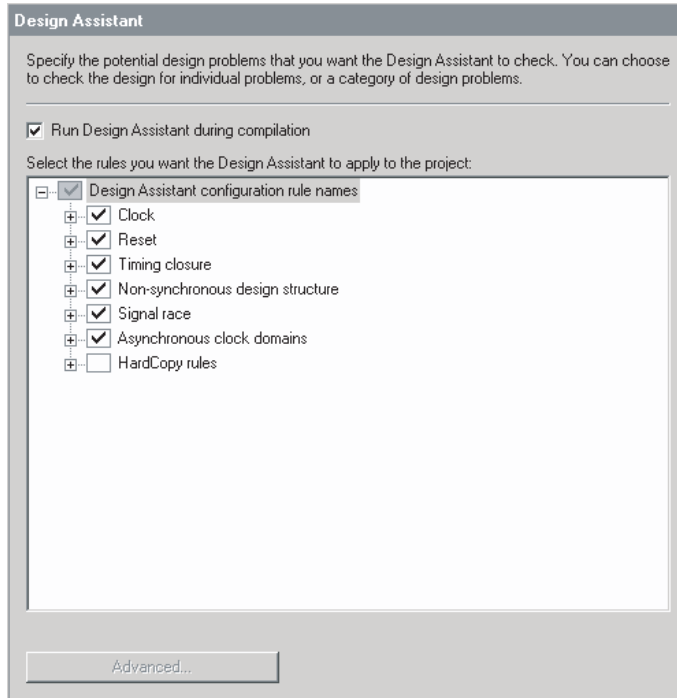 Design Assistant
Specify the potential design problems that you want the Design Assistant to check. You can choose
to check the design for individual problems, or a category of design problems.
Run Design Assistant during compilation
Select the rules you want the Design Assistant to apply to the project:
Design Assistant configuration rule names
Clock
Reset
Timing closure
Non-synchronous design structure
Signal race
Asynchronous clock domains
HardCopy rules
Advanced...